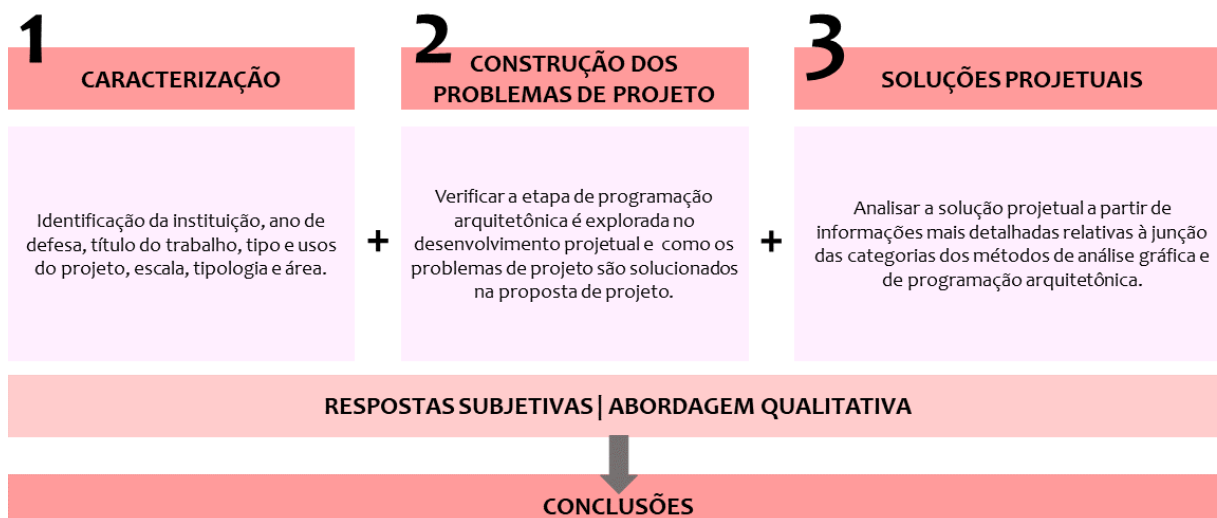 1
CARACTERIZAÇÃO
Identificação da instituição, ano de
defesa, título do trabalho, tipo e usos
do projeto, escala, tipologia e área.
+
2
CONSTRUÇÃO DOS
PROBLEMAS DE PROJETO
Verificar a etapa de programação
arquitetônica é explorada no
desenvolvimento projetual e como os
problemas de projeto são solucionados
na proposta de projeto.
+
3
SOLUÇÕES PROJETUAIS
Analisar a solução projetual a partir de
informações mais detalhadas relativas à junção
das categorias dos métodos de análise gráfica e
de programação arquitetônica.
RESPOSTAS SUBJETIVAS | ABORDAGEM QUALITATIVA
CONCLUSÕES